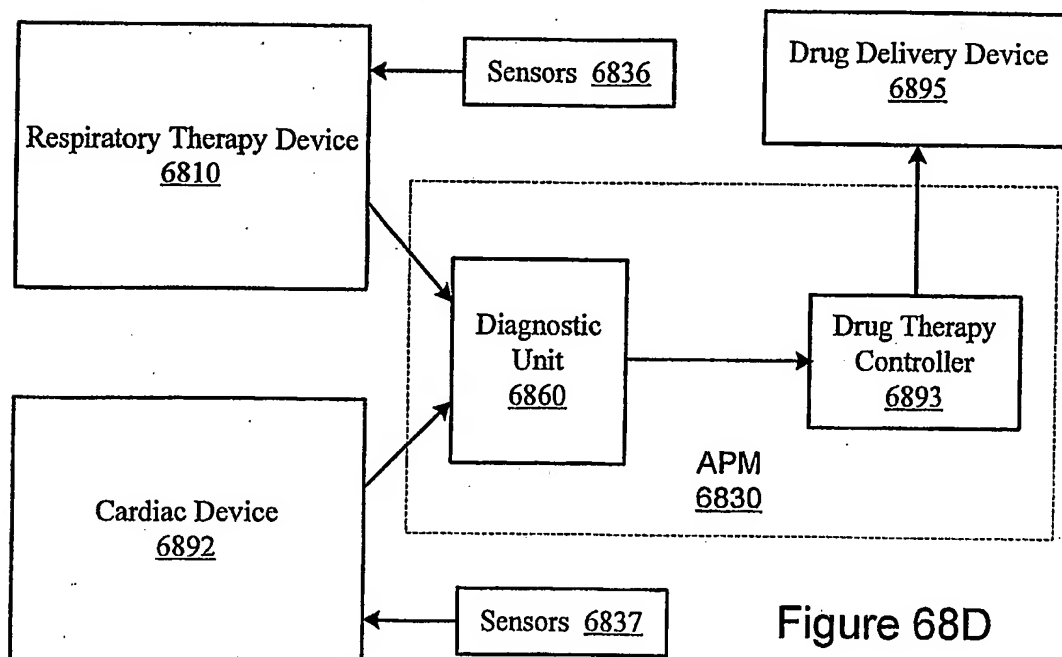 Respiratory Therapy Device
6810
Sensors 6836
Drug Delivery Device
6895
Diagnostic
Unit
6860
Drug Therapy
Controller
6893
APM
6830
Cardiac Device
6892
Sensors 6837
Figure 68D